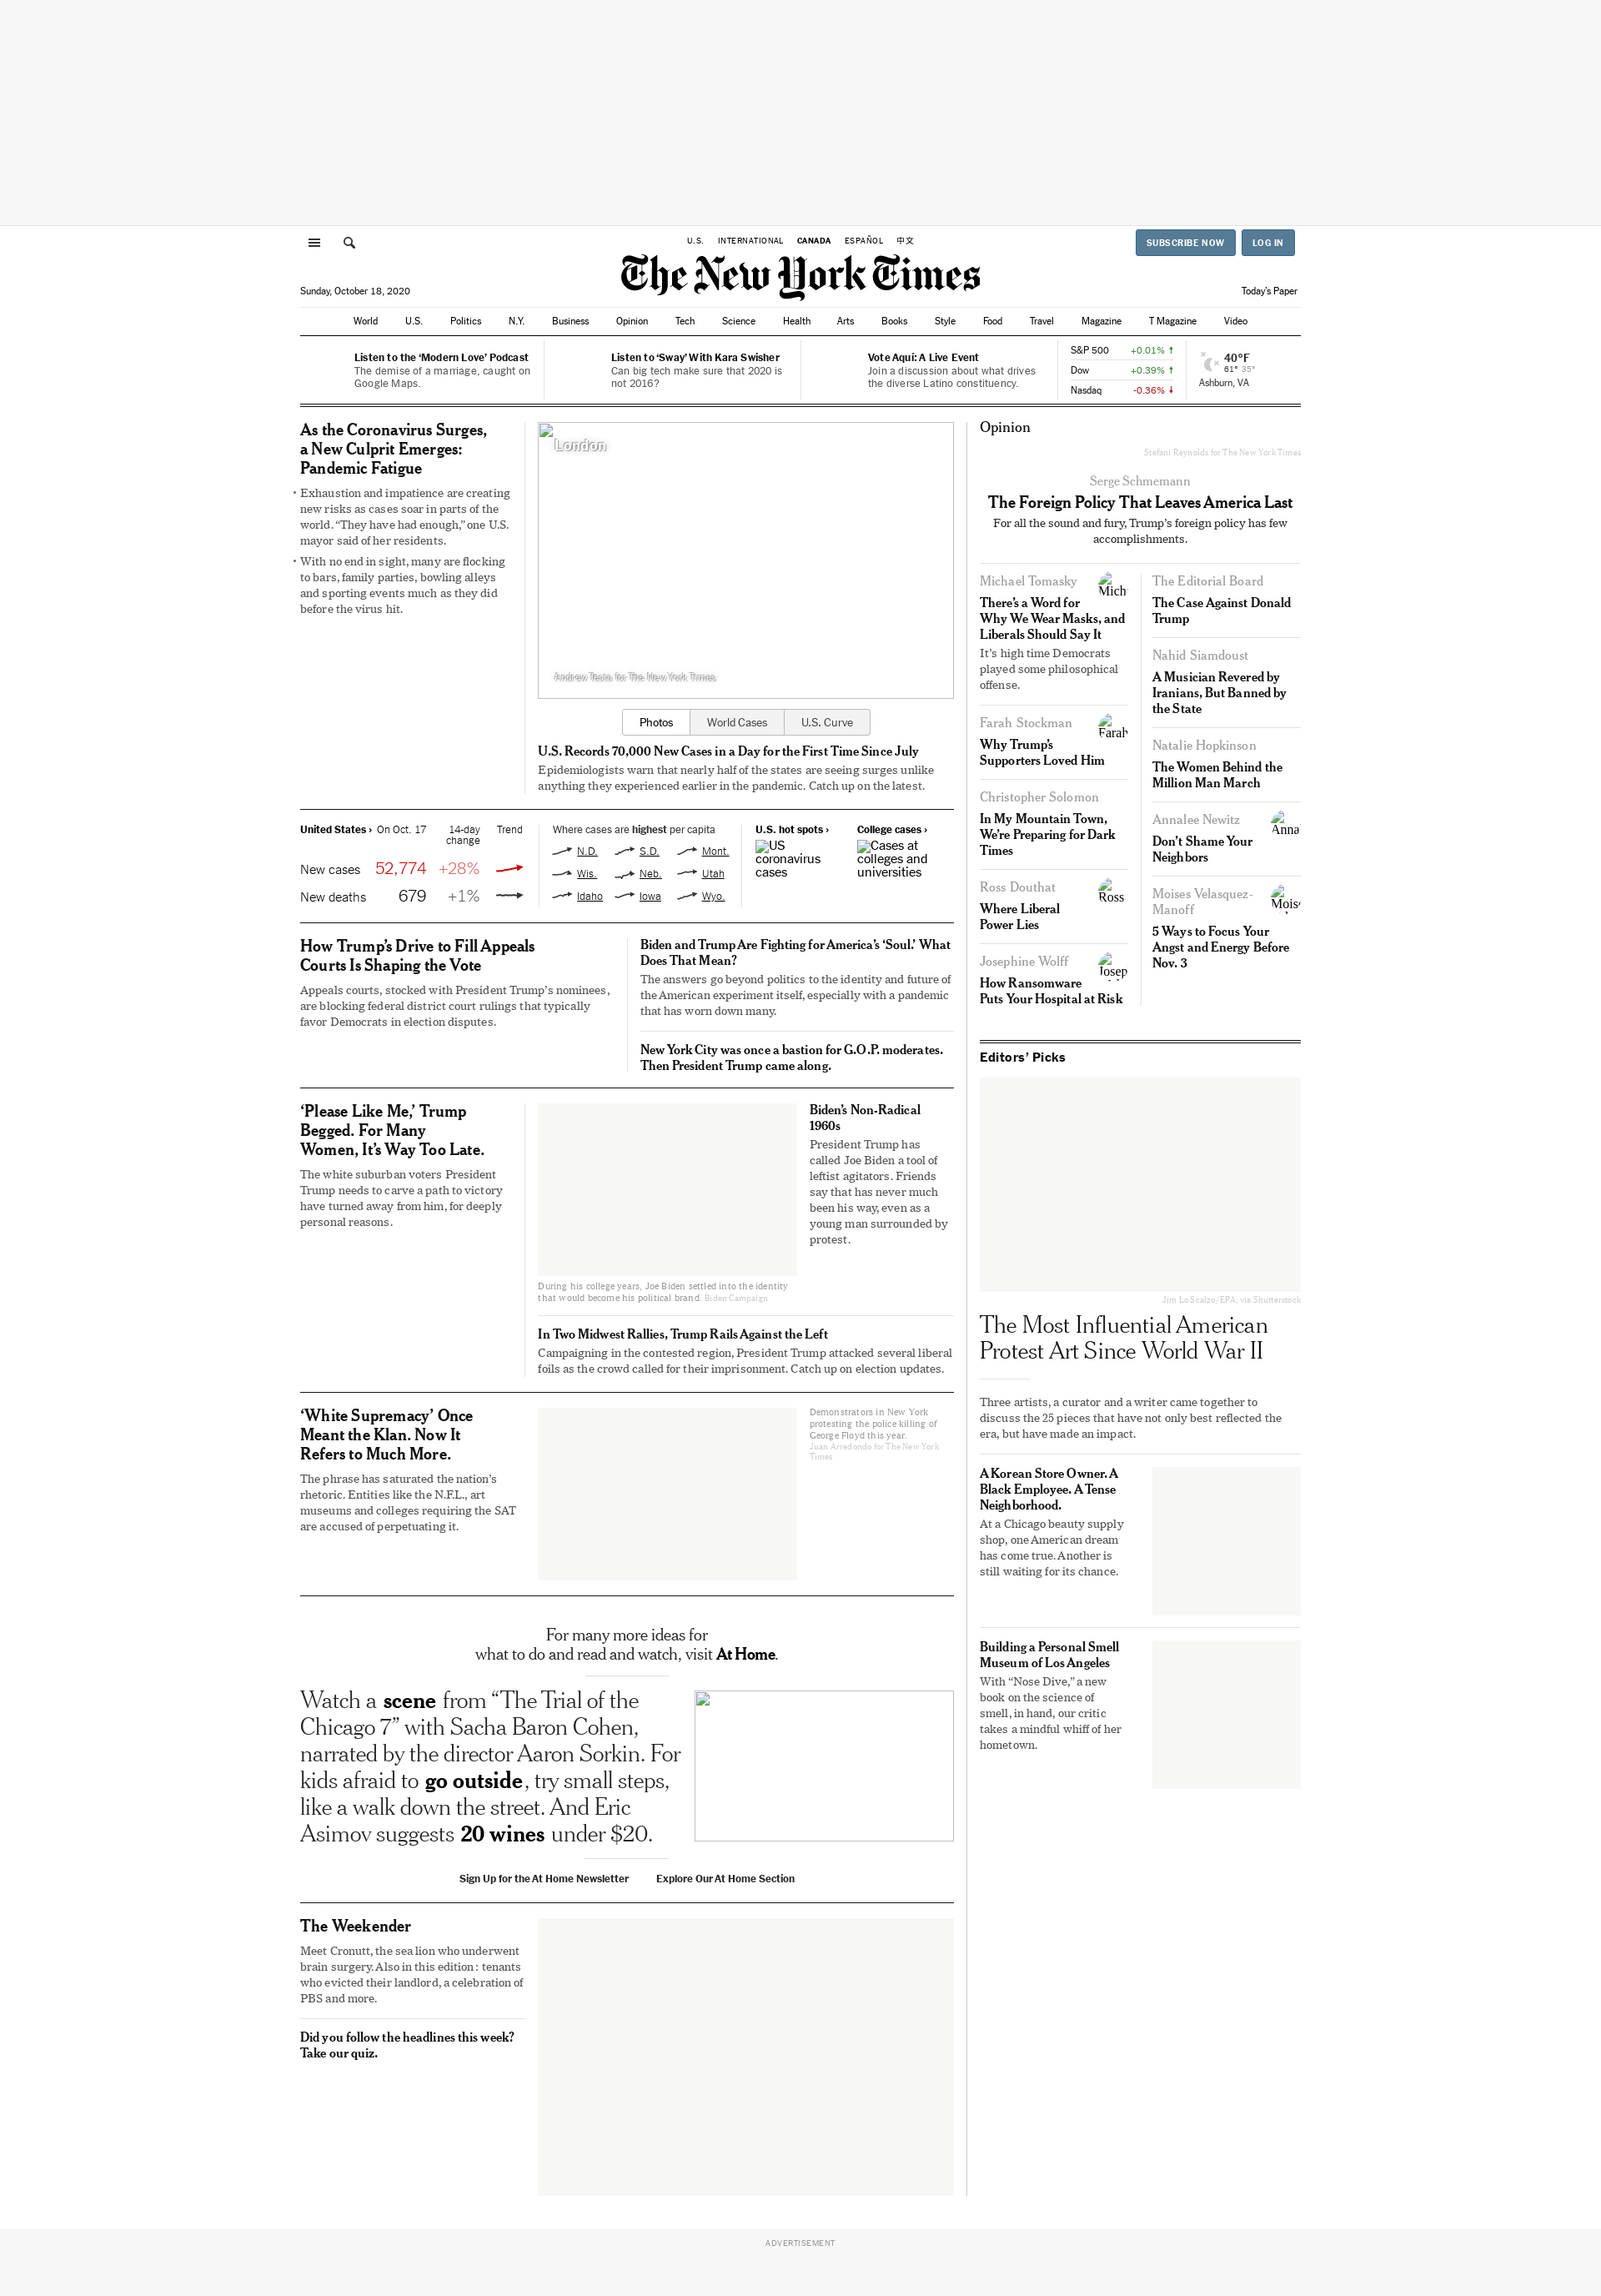 U.S. INTERNATIONAL CANADA ESPAÑOL 中文
SUBSCRIBE NOW
LOG IN
The New York Times
Sunday, October 18, 2020
Today's Paper
World U.S. Politics N.Y. Business Opinion Tech Science Health Arts Books Style Food Travel Magazine T Magazine Video
Listen to the ‘Modern Love’ Podcast
The demise of a marriage, caught on
Google Maps.
Listen to ‘Sway’ With Kara Swisher
Can big tech make sure that 2020 is
not 2016?
Vote Aquí: A Live Event
Join a discussion about what drives
the diverse Latino constituency.
S&P 500 +0.01% ↑
Dow +0.39% ↑
Nasdaq -0.36% ↓
40°F
61° 35°
Ashburn, VA
As the Coronavirus Surges,
a New Culprit Emerges:
Pandemic Fatigue
• Exhaustion and impatience are creating
new risks as cases soar in parts of the
world. “They have had enough,” one U.S.
mayor said of her residents.
• With no end in sight, many are flocking
to bars, family parties, bowling alleys
and sporting events much as they did
before the virus hit.
London
Andrew Testa for The New York Times
Photos World Cases U.S. Curve
U.S. Records 70,000 New Cases in a Day for the First Time Since July
Epidemiologists warn that nearly half of the states are seeing surges unlike
anything they experienced earlier in the pandemic. Catch up on the latest.
United States › On Oct. 17 14-day Trend
change
New cases 52,774 +28%
New deaths 679 +1%
Where cases are highest per capita
N.D. S.D. Mont.
Wis. Neb. Utah
Idaho Iowa Wyo.
U.S. hot spots ›
US
coronavirus
cases
College cases ›
Cases at
colleges and
universities
How Trump’s Drive to Fill Appeals
Courts Is Shaping the Vote
Appeals courts, stocked with President Trump’s nominees,
are blocking federal district court rulings that typically
favor Democrats in election disputes.
Biden and Trump Are Fighting for America’s ‘Soul.’ What
Does That Mean?
The answers go beyond politics to the identity and future of
the American experiment itself, especially with a pandemic
that has worn down many.
New York City was once a bastion for G.O.P. moderates.
Then President Trump came along.
‘Please Like Me,’ Trump
Begged. For Many
Women, It’s Way Too Late.
The white suburban voters President
Trump needs to carve a path to victory
have turned away from him, for deeply
personal reasons.
During his college years, Joe Biden settled into the identity
that would become his political brand. Biden Campaign
Biden’s Non-Radical
1960s
President Trump has
called Joe Biden a tool of
leftist agitators. Friends
say that has never much
been his way, even as a
young man surrounded by
protest.
In Two Midwest Rallies, Trump Rails Against the Left
Campaigning in the contested region, President Trump attacked several liberal
foils as the crowd called for their imprisonment. Catch up on election updates.
‘White Supremacy’ Once
Meant the Klan. Now It
Refers to Much More.
The phrase has saturated the nation’s
rhetoric. Entities like the N.F.L., art
museums and colleges requiring the SAT
are accused of perpetuating it.
Demonstrators in New York
protesting the police killing of
George Floyd this year.
Juan Arredondo for The New York
Times
For many more ideas for
what to do and read and watch, visit At Home.
Watch a scene from “The Trial of the
Chicago 7” with Sacha Baron Cohen,
narrated by the director Aaron Sorkin. For
kids afraid to go outside, try small steps,
like a walk down the street. And Eric
Asimov suggests 20 wines under $20.
Sign Up for the At Home Newsletter Explore Our At Home Section
The Weekender
Meet Cronutt, the sea lion who underwent
brain surgery. Also in this edition: tenants
who evicted their landlord, a celebration of
PBS and more.
Did you follow the headlines this week?
Take our quiz.
Opinion
Stefani Reynolds for The New York Times
Serge Schmemann
The Foreign Policy That Leaves America Last
For all the sound and fury, Trump’s foreign policy has few
accomplishments.
Michael Tomasky
Mich
There’s a Word for
Why We Wear Masks, and
Liberals Should Say It
It’s high time Democrats
played some philosophical
offense.
Farah Stockman
Farah
Why Trump’s
Supporters Loved Him
Christopher Solomon
In My Mountain Town,
We’re Preparing for Dark
Times
Ross Douthat
Ross
Where Liberal
Power Lies
Josephine Wolff
Josep
How Ransomware
Puts Your Hospital at Risk
The Editorial Board
The Case Against Donald
Trump
Nahid Siamdoust
A Musician Revered by
Iranians, But Banned by
the State
Natalie Hopkinson
The Women Behind the
Million Man March
Annalee Newitz
Anna
Don’t Shame Your
Neighbors
Moises Velasquez-
Manoff
Moise
5 Ways to Focus Your
Angst and Energy Before
Nov. 3
Editors’ Picks
Jim LoScalzo/EPA, via Shutterstock
The Most Influential American
Protest Art Since World War II
Three artists, a curator and a writer came together to
discuss the 25 pieces that have not only best reflected the
era, but have made an impact.
A Korean Store Owner. A
Black Employee. A Tense
Neighborhood.
At a Chicago beauty supply
shop, one American dream
has come true. Another is
still waiting for its chance.
Building a Personal Smell
Museum of Los Angeles
With “Nose Dive,” a new
book on the science of
smell, in hand, our critic
takes a mindful whiff of her
hometown.
ADVERTISEMENT